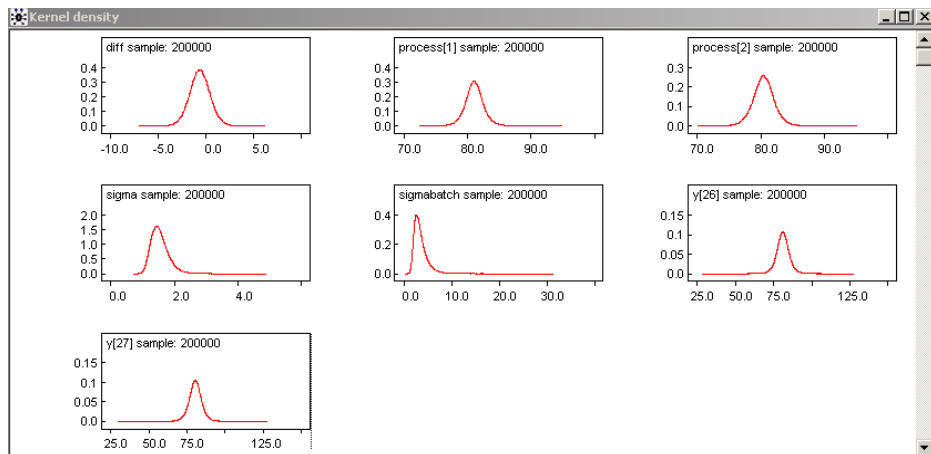 Kernel density
diff sample: 200000
0.4
0.3
0.2
0.1
0.0
-10.0 -5.0 0.0 5.0
process[1] sample: 200000
0.4
0.3
0.2
0.1
0.0
70.0 80.0 90.0
process[2] sample: 200000
0.3
0.2
0.1
0.0
70.0 80.0 90.0
sigma sample: 200000
2.0
1.5
1.0
0.5
0.0
0.0 2.0 4.0
sigmabatch sample: 200000
0.4
0.2
0.0
0.0 10.0 20.0 30.0
y[26] sample: 200000
0.15
0.1
0.05
0.0
25.0 50.0 75.0 125.0
y[27] sample: 200000
0.15
0.1
0.05
0.0
25.0 50.0 75.0 125.0